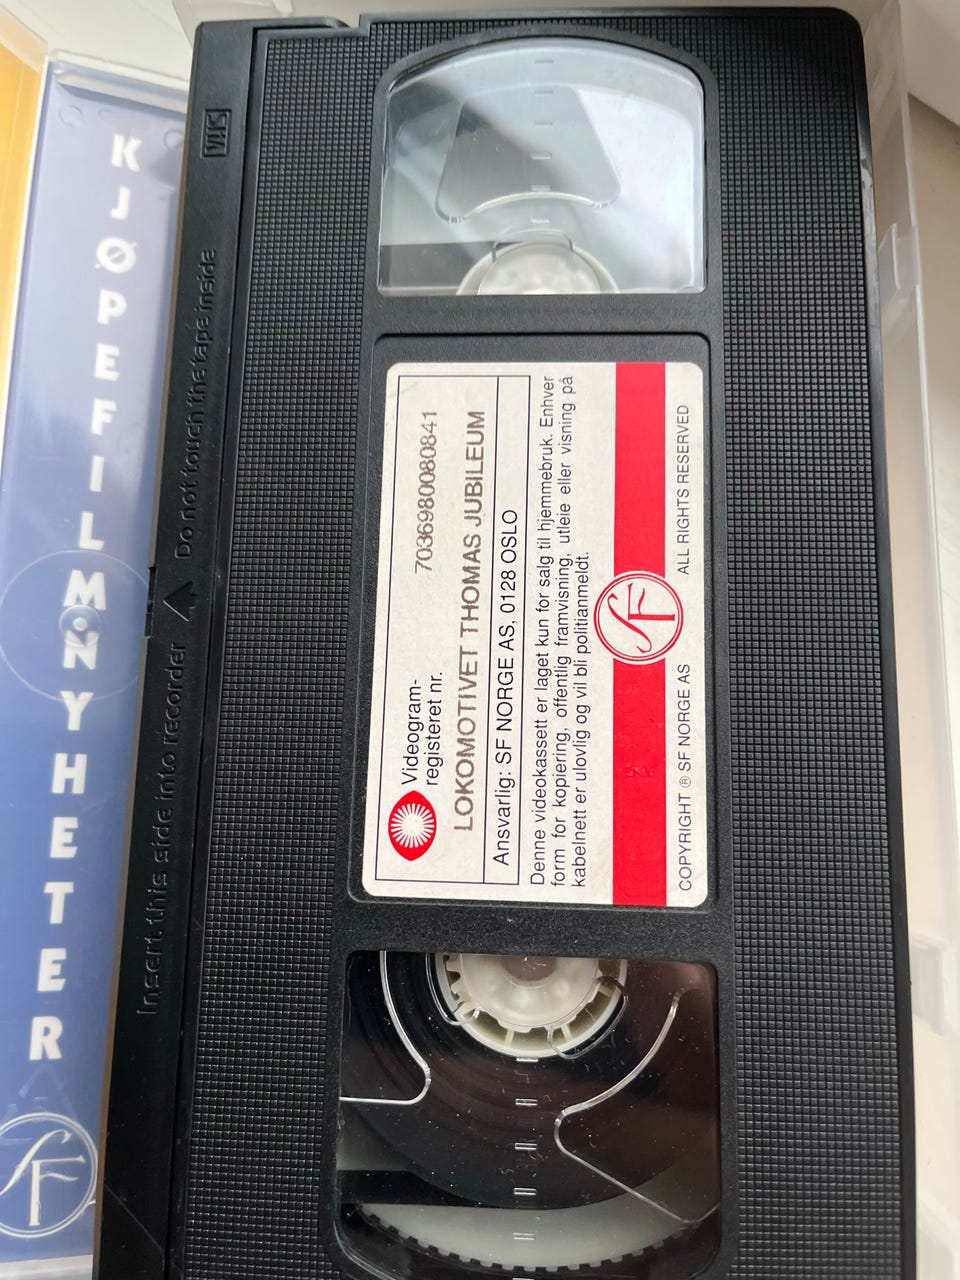 KJØPEFILMNYHETER
SF
VHS
Insert this side into recorder ▲ Do not touch the tape inside
Videogram-
registeret nr. 7036980080841
LOKOMOTIVET THOMAS JUBILEUM
Ansvarlig: SF NORGE AS, 0128 OSLO
Denne videokassett er laget kun for salg til hjemmebruk. Enhver
form for kopiering, offentlig framvisning, utleie eller visning på
kabelnett er ulovlig og vil bli politianmeldt.
SF
COPYRIGHT ® SF NORGE AS ALL RIGHTS RESERVED